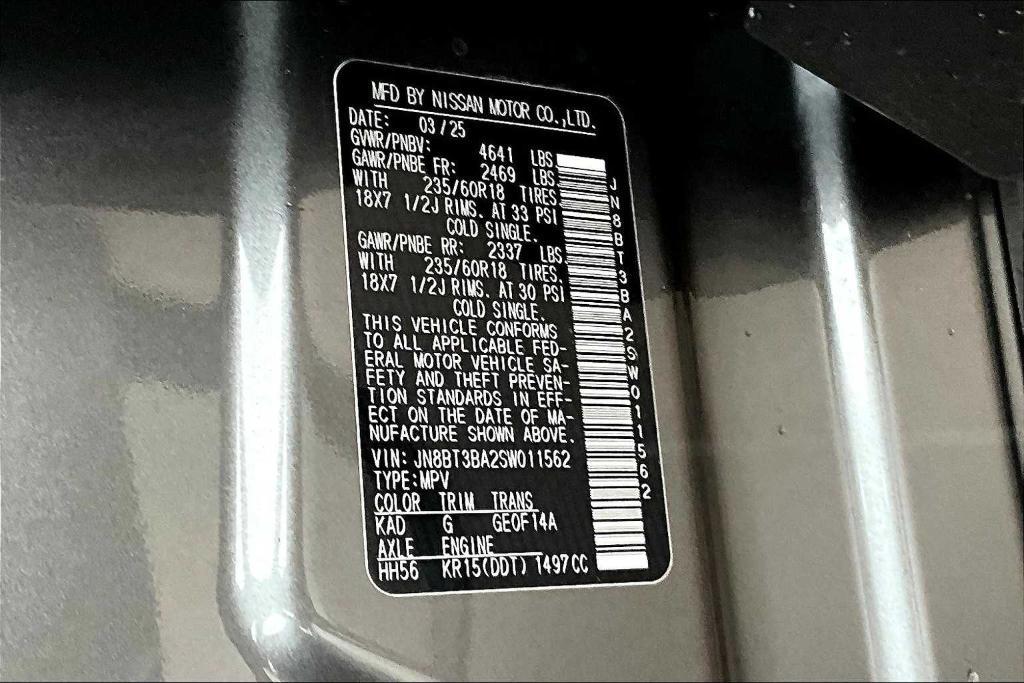 MFD BY NISSAN MOTOR CO.,LTD.
DATE: 03/25
GVWR/PNBV: 4641 LBS
GAWR/PNBE FR: 2469 LBS.
WITH 235/60R18 TIRES.
18X7 1/2J RIMS. AT 33 PSI
COLD SINGLE.
GAWR/PNBE RR: 2337 LBS.
WITH 235/60R18 TIRES.
18X7 1/2J RIMS. AT 30 PSI
COLD SINGLE.
THIS VEHICLE CONFORMS
TO ALL APPLICABLE FED-
ERAL MOTOR VEHICLE SA-
FETY AND THEFT PREVEN-
TION STANDARDS IN EFF-
ECT ON THE DATE OF MA-
NUFACTURE SHOWN ABOVE.
VIN: JN8BT3BA2SW011562
TYPE:MPV
COLOR TRIM TRANS
KAD G GEOF14A
AXLE ENGINE
HH56 KR15(DDT) 1497CC
JN8BT3BA2SW011562